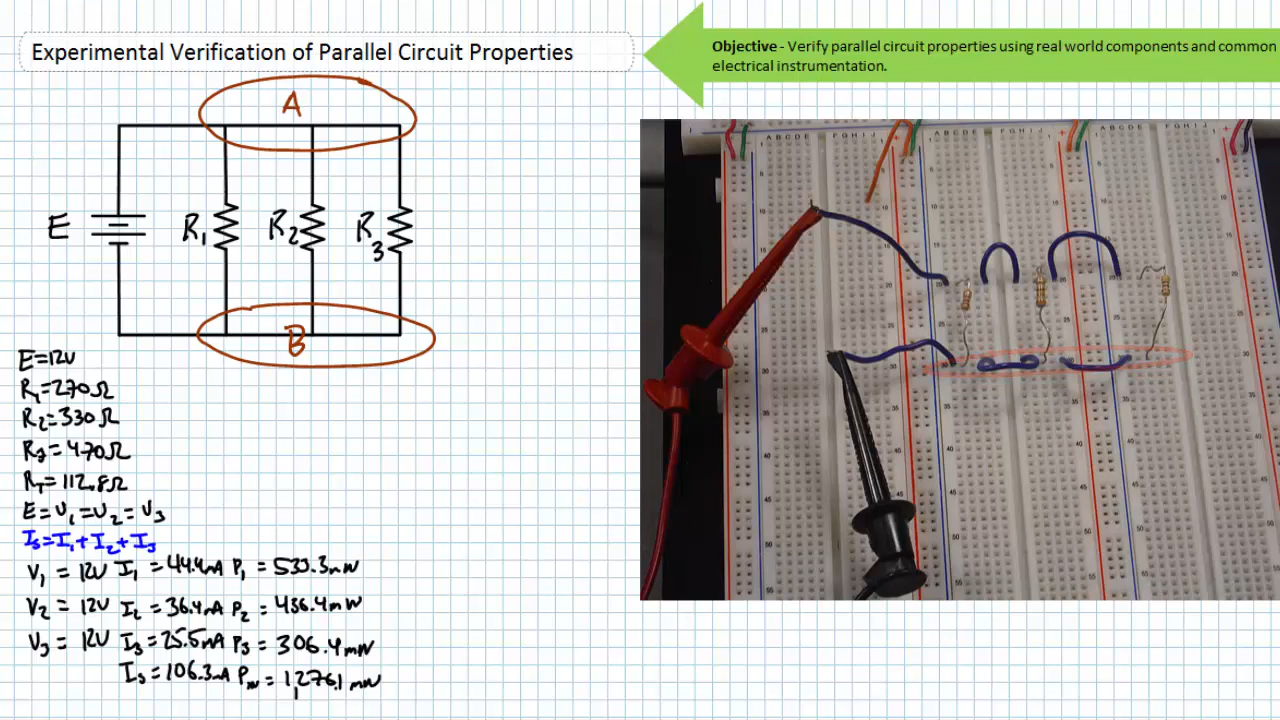 Experimental Verification of Parallel Circuit Properties
Objective - Verify parallel circuit properties using real world components and common
electrical instrumentation.
A
E
R1
R2
R3
B
E=12V
R1=270Ω
R2=330Ω
R3=470Ω
RT=112.8Ω
E=V1=V2=V3
Is=I1+I2+I3
V1 = 12V I1 = 44.4mA P1 = 533.3mW
V2 = 12V I2 = 36.4mA P2 = 436.4mW
V3 = 12V I3 = 25.5mA P3 = 306.4mW
Is = 106.3mA PIN = 1,276.1 mW